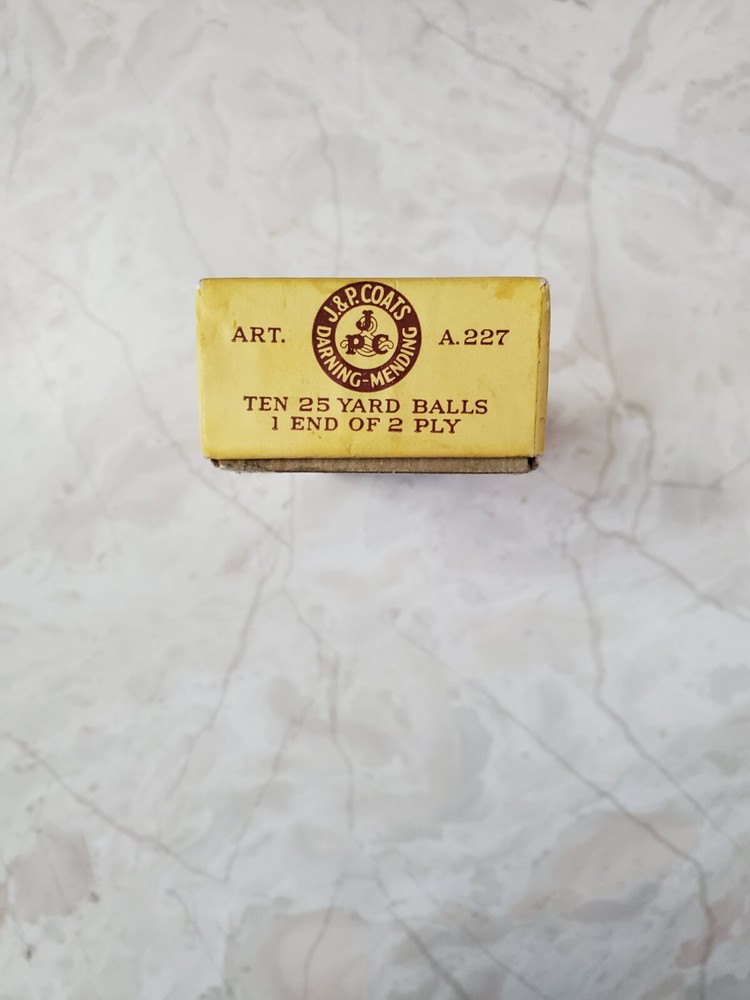 J.&P. COATS
DARNING-MENDING
J
P C
ART. A.227
TEN 25 YARD BALLS
1 END OF 2 PLY